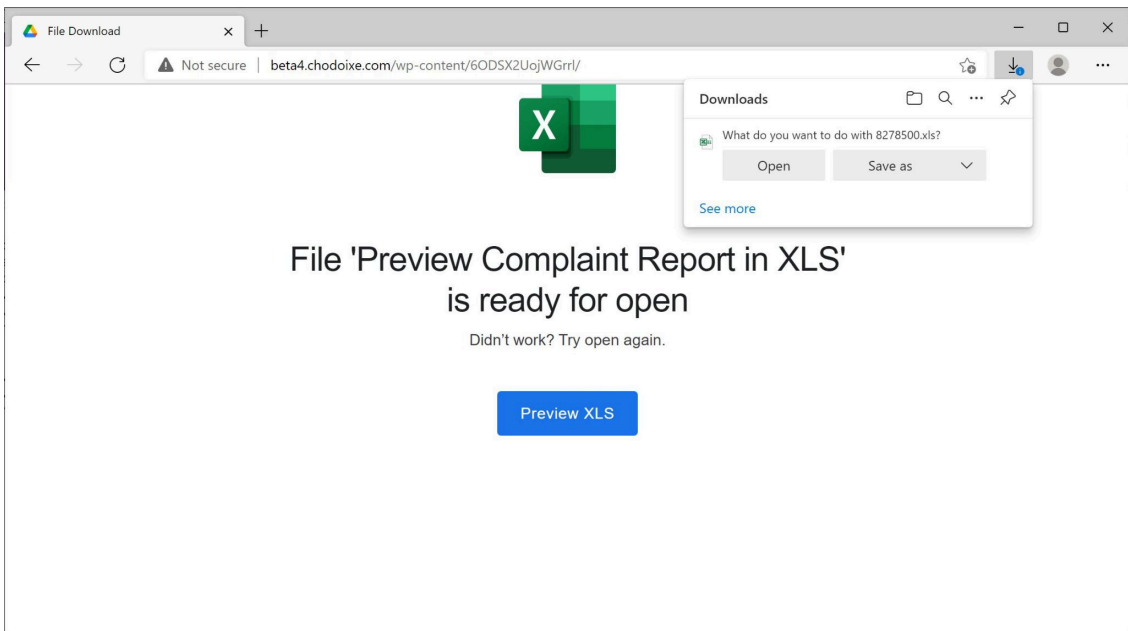 File Download
Not secure | beta4.chodoixe.com/wp-content/6ODSX2UojWGrrl/
Downloads
What do you want to do with 8278500.xls?
Open
Save as
See more
X
File 'Preview Complaint Report in XLS'
is ready for open
Didn't work? Try open again.
Preview XLS